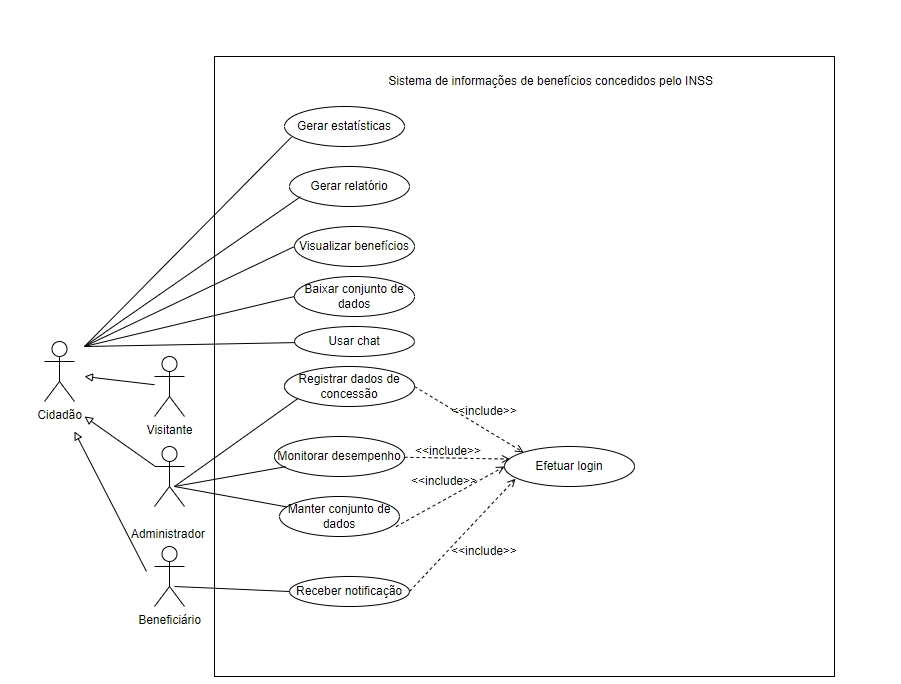 Sistema de informações de benefícios concedidos pelo INSS
Gerar estatísticas
Gerar relatório
Visualizar benefícios
Baixar conjunto de
dados
Usar chat
Cidadão
Visitante
Registrar dados de
concessão
<<include>>
Monitorar desempenho
<<include>>
Efetuar login
<<include>>
Manter conjunto de
dados
Administrador
<<include>>
Receber notificação
Beneficiário